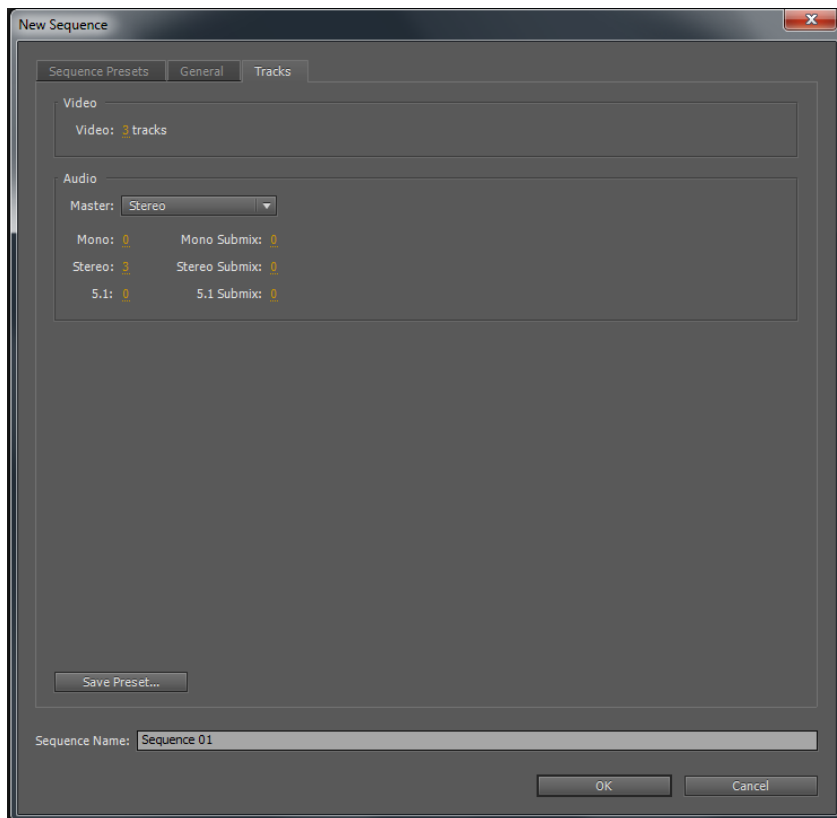 New Sequence
Sequence Presets General Tracks
Video
Video: 3 tracks
Audio
Master: Stereo
Mono: 0 Mono Submix: 0
Stereo: 3 Stereo Submix: 0
5.1: 0 5.1 Submix: 0
Save Preset...
Sequence Name: Sequence 01
OK Cancel